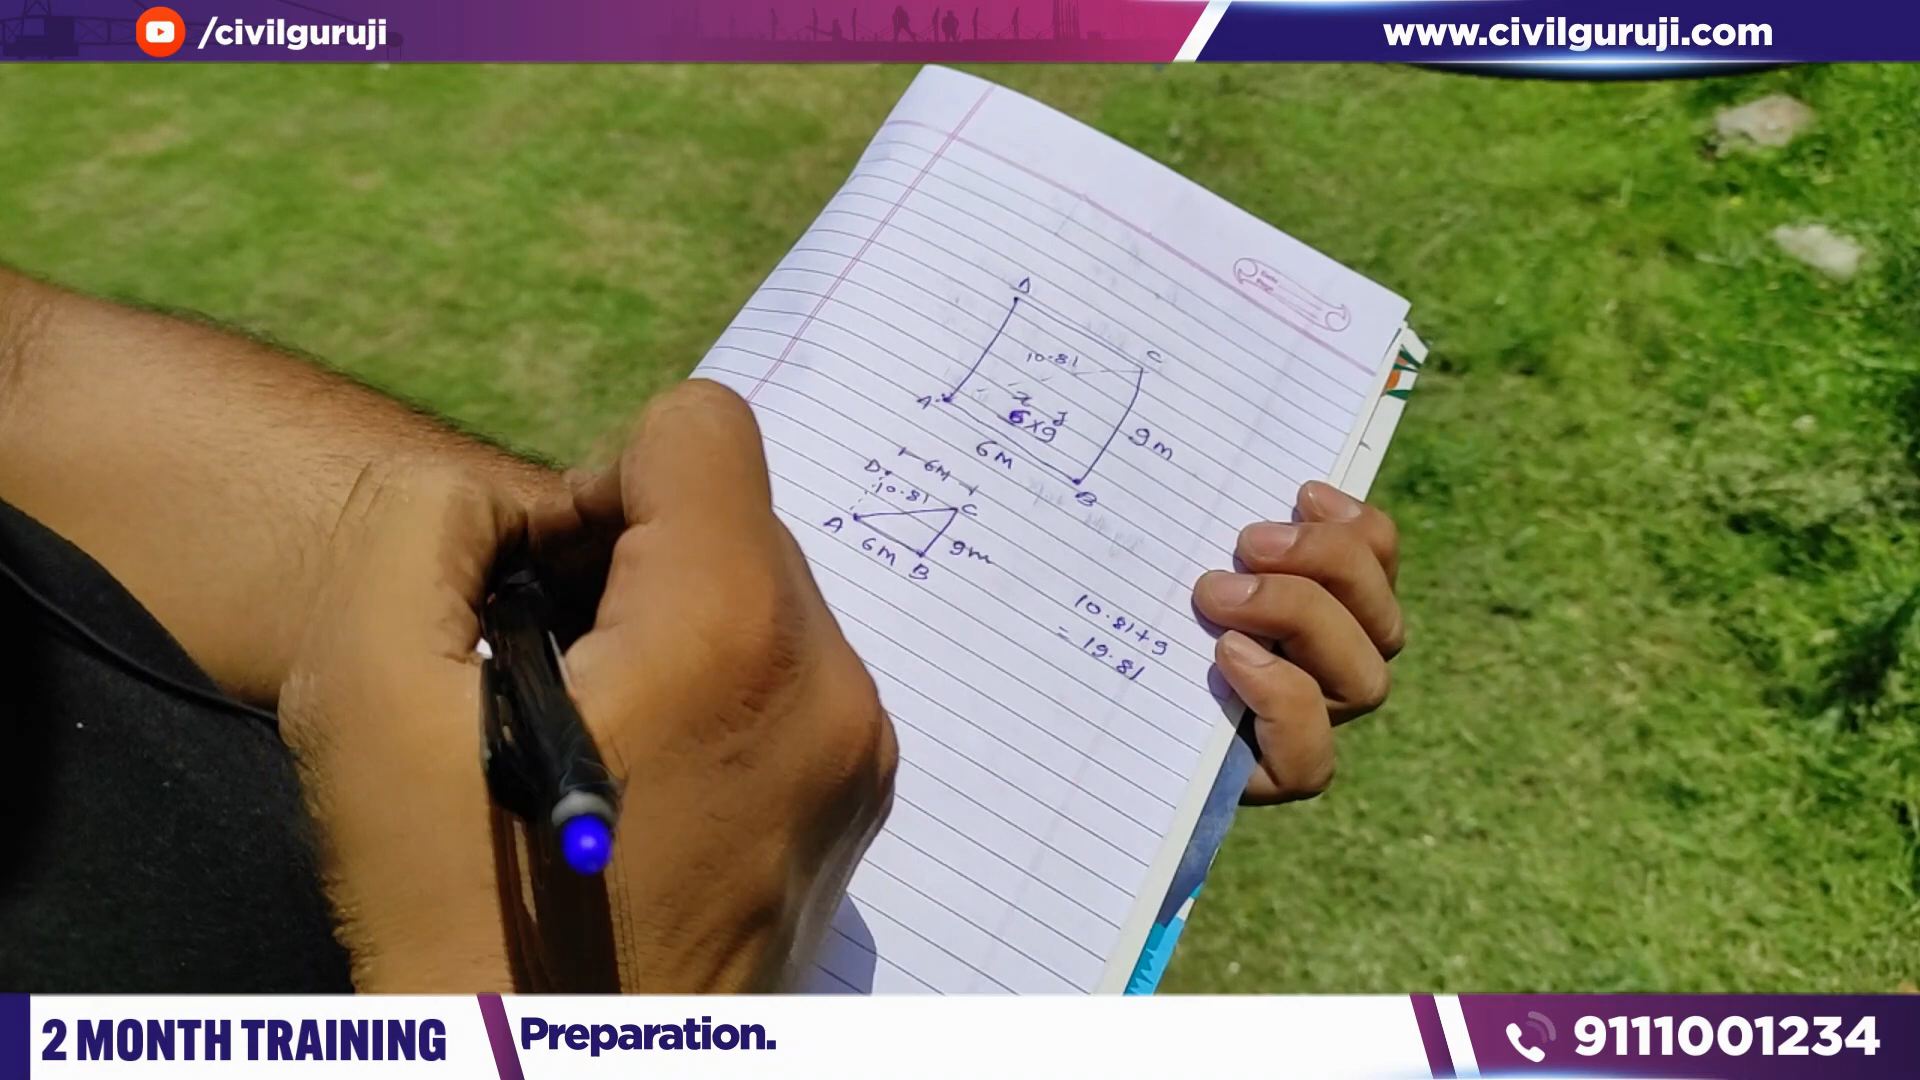 /civilguruji
www.civilguruji.com
D
10.81
C
A
x y
6x9
9m
6m
B
6m
D
10.81
C
A
6m
9m
B
10.81+9
= 19.81
2 MONTH TRAINING
Preparation.
9111001234